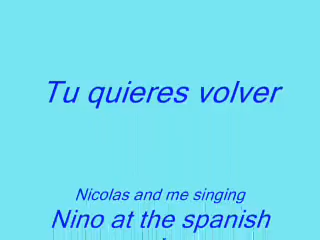 Tu quieres volver
Nicolas and me singing
Nino at the spanish